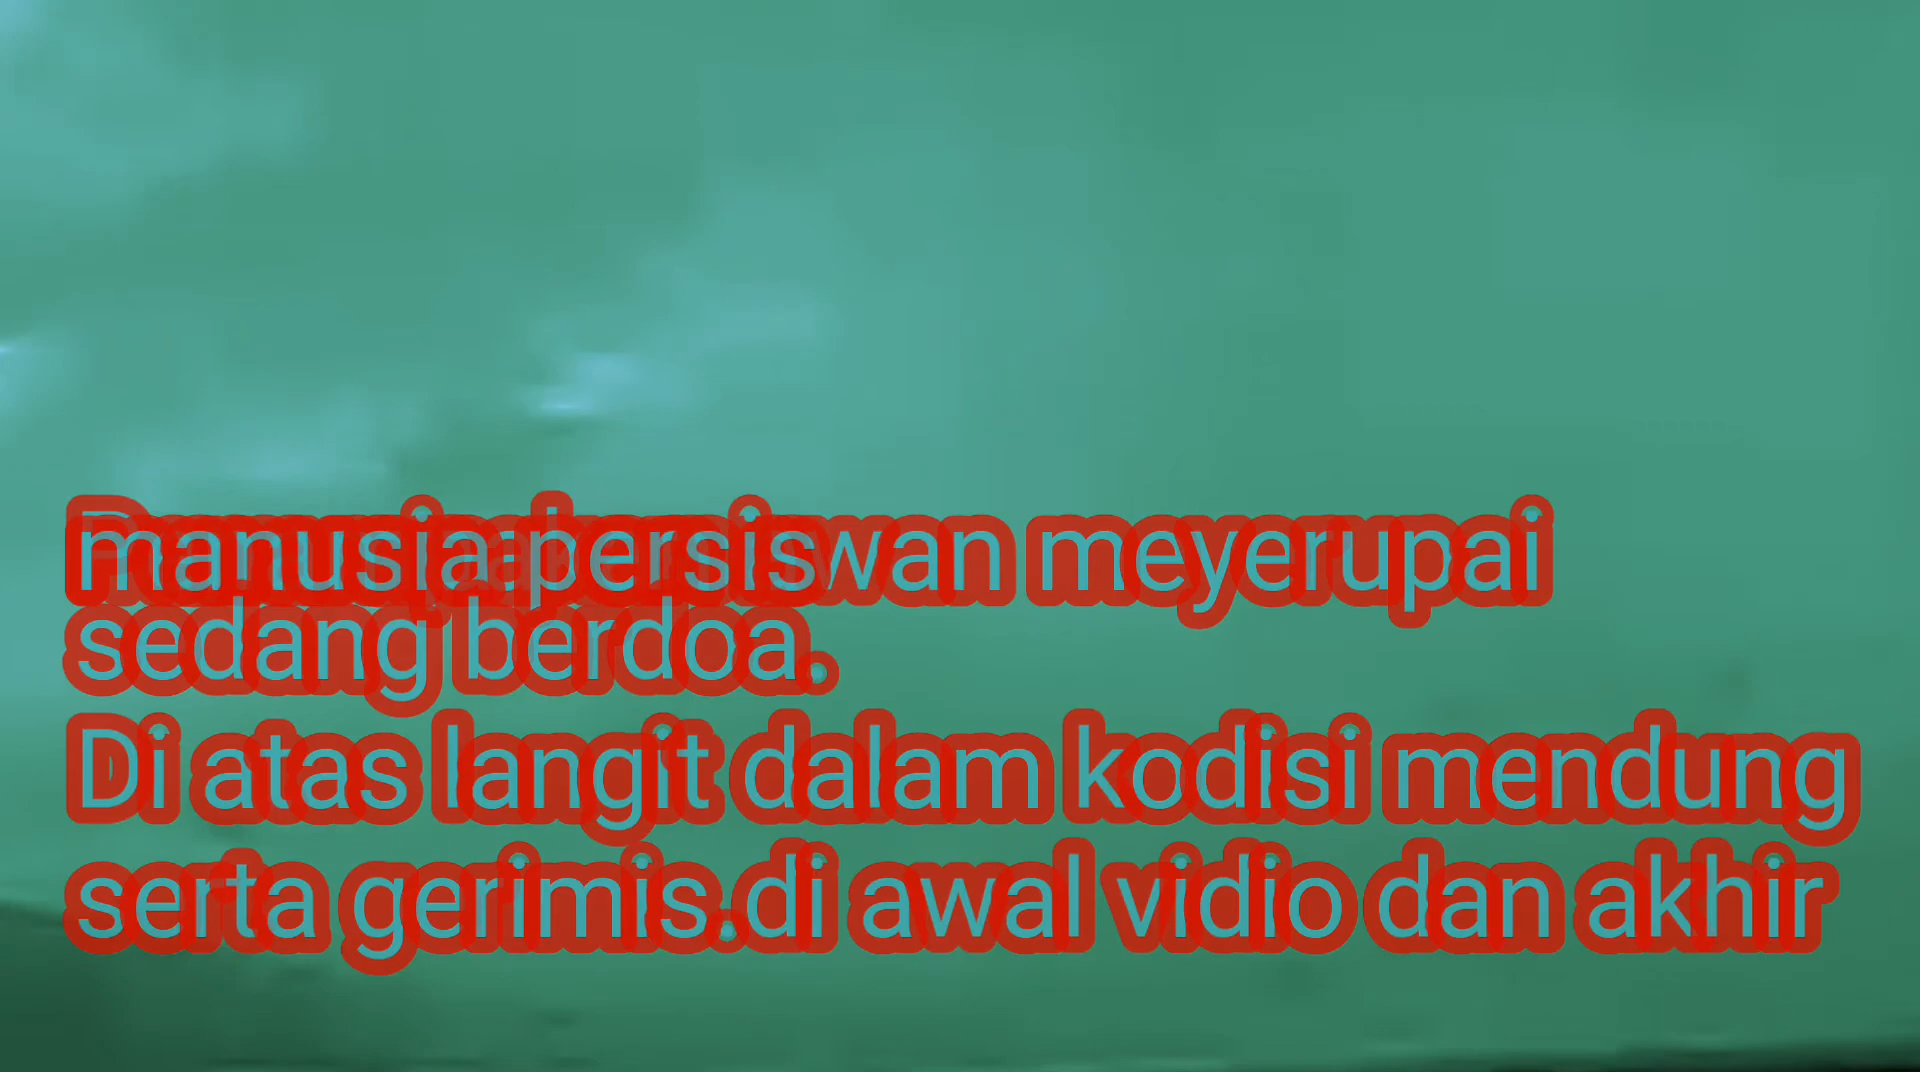 manusia persiswan meyerupai
sedang berdoa.
Di atas langit dalam kodisi mendung
serta gerimis.di awal vidio dan akhir